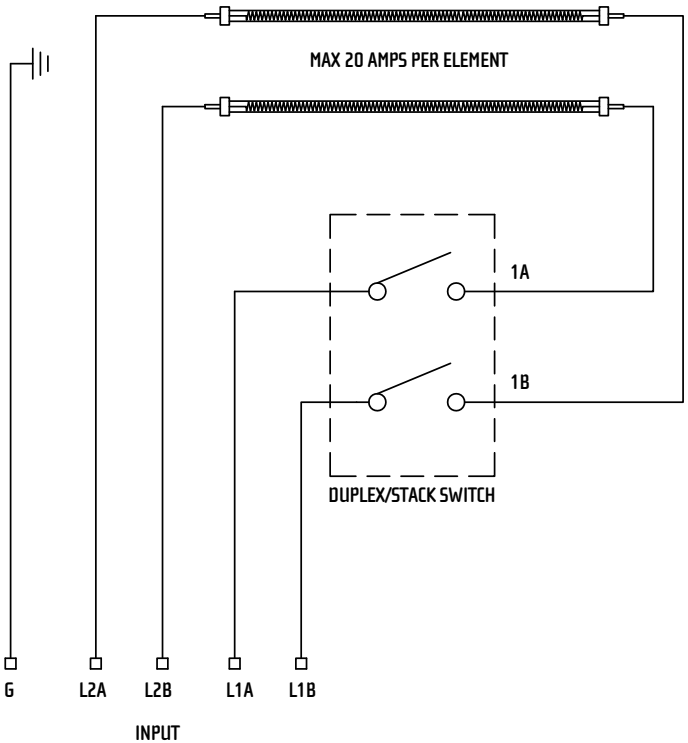 MAX 20 AMPS PER ELEMENT
1A
1B
DUPLEX/STACK SWITCH
G L2A L2B L1A L1B
INPUT